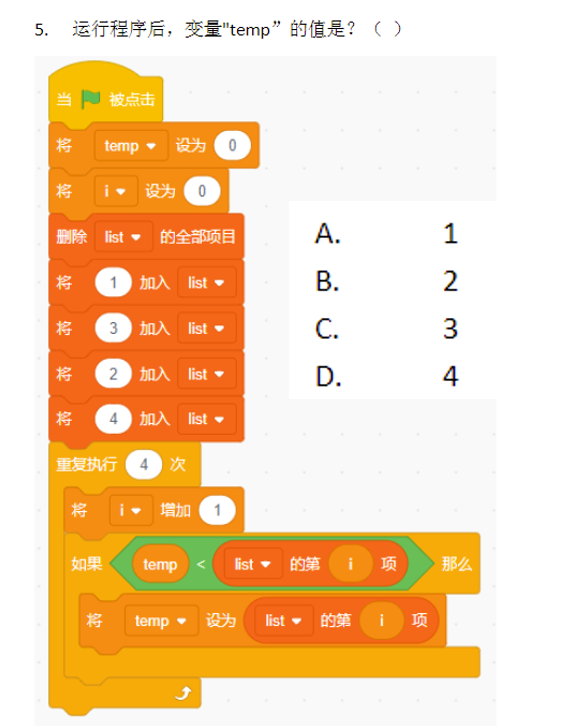 5. 运行程序后，变量"temp”的值是？（ ）
当 被点击
将 temp 设为 0
将 i 设为 0
删除 list 的全部项目
将 1 加入 list
将 3 加入 list
将 2 加入 list
将 4 加入 list
重复执行 4 次
将 i 增加 1
如果 temp < list 的第 i 项 那么
将 temp 设为 list 的第 i 项
A. 1
B. 2
C. 3
D. 4